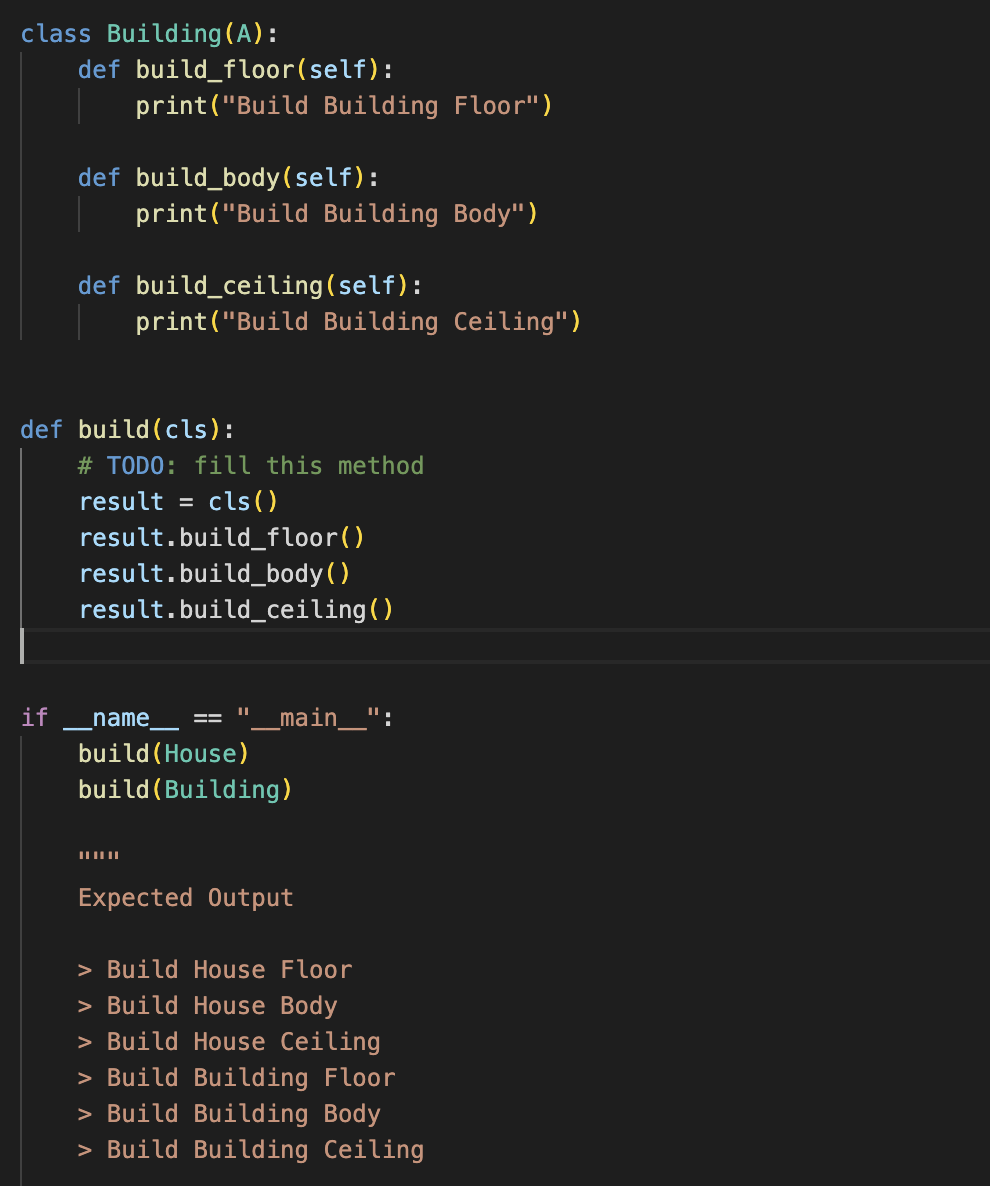 class Building(A):
    def build_floor(self):
        print("Build Building Floor")
    def build_body(self):
        print("Build Building Body")
    def build_ceiling(self):
        print("Build Building Ceiling")
def build(cls):
    # TODO: fill this method
    result = cls()
    result.build_floor()
    result.build_body()
    result.build_ceiling()
if __name__ == "__main__":
    build(House)
    build(Building)
    """
    Expected Output
    > Build House Floor
    > Build House Body
    > Build House Ceiling
    > Build Building Floor
    > Build Building Body
    > Build Building Ceiling